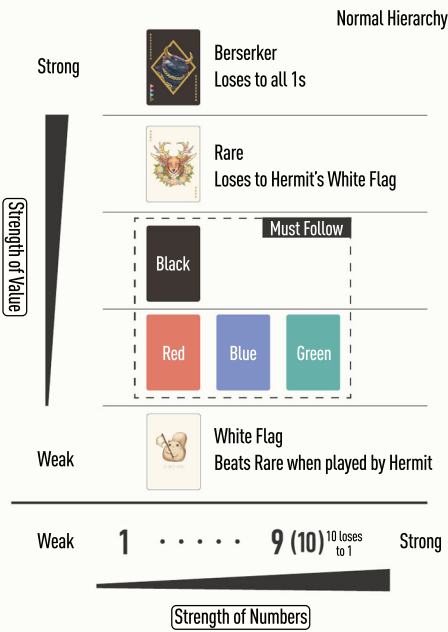 Normal Hierarchy
Strong
Berserker
Loses to all 1s
Rare
Loses to Hermit's White Flag
Strength of Value
Must Follow
Black
Red Blue Green
Weak
White Flag
Beats Rare when played by Hermit
Weak 1 · · · · · 9 (10) 10 loses to 1 Strong
Strength of Numbers